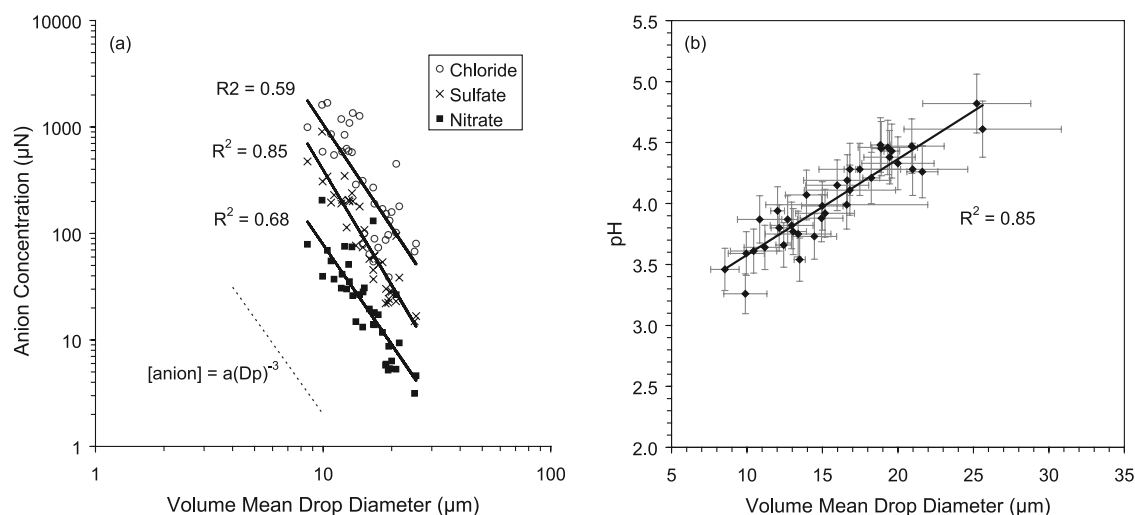 (a)
Anion Concentration (µN)
10000
1000
100
10
1
R2 = 0.59
R² = 0.85
R² = 0.68
[anion] = a(Dp)⁻³
Chloride
Sulfate
Nitrate
1 10 100
Volume Mean Drop Diameter (µm)
(b)
pH
5.5
5.0
4.5
4.0
3.5
3.0
2.5
2.0
R² = 0.85
5 10 15 20 25 30 35
Volume Mean Drop Diameter (µm)